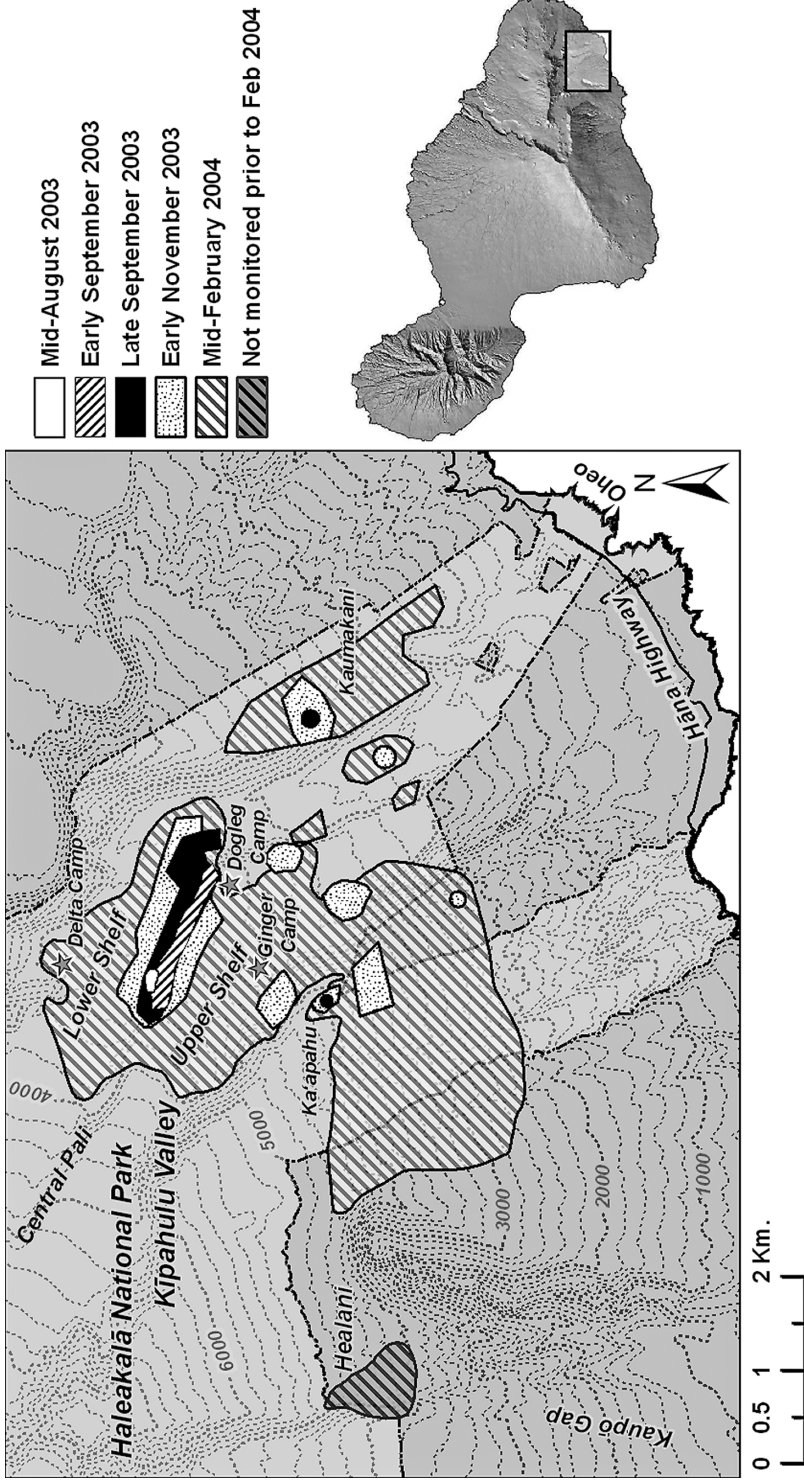 Mid-August 2003
Early September 2003
Late September 2003
Early November 2003
Mid-February 2004
Not monitored prior to Feb 2004
Haleakalā National Park
Kīpahulu Valley
Central Pali
4000
5000
6000
Lower Shelf
Delta Camp
Upper Shelf
Ginger
Camp
Dogleg
Camp
Ka'apahu
Kaumakani
Healani
Kaupō Gap
3000
2000
1000
Hāna Highway
Oheo
N
0 0.5 1 2 Km.